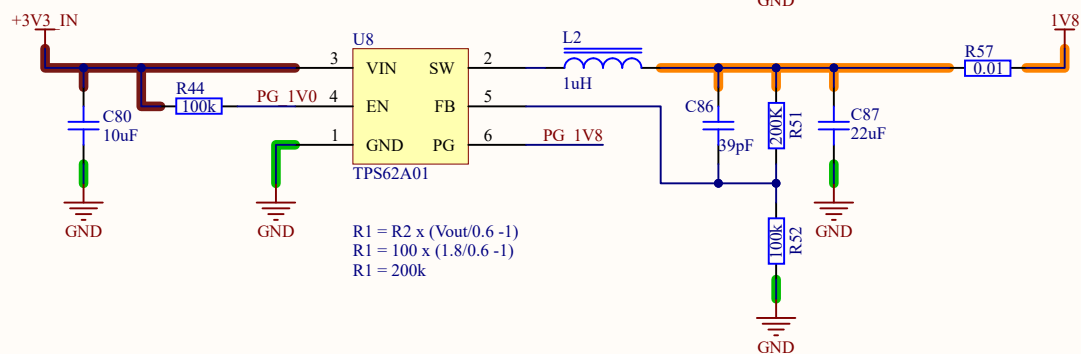 GND
+3V3_IN
1V8
U8
L2
R57
3
VIN
SW
2
0.01
1uH
R44
PG_1V0
4
EN
FB
5
C86
100k
200K
R51
C80
C87
10uF
1
GND
PG
6
PG_1V8
39pF
22uF
TPS62A01
GND
GND
GND
100k
R52
R1 = R2 x (Vout/0.6 -1)
R1 = 100 x (1.8/0.6 -1)
R1 = 200k
GND